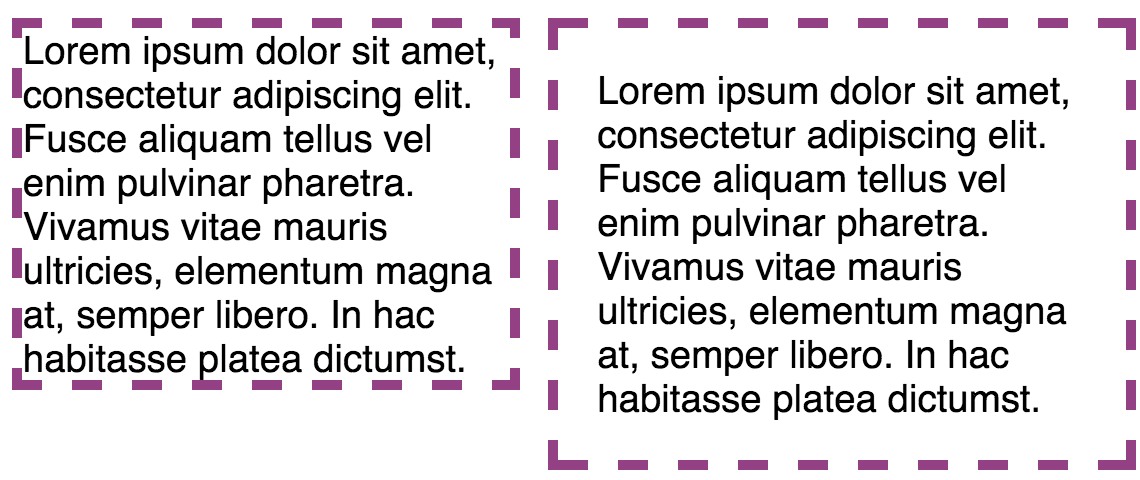 Lorem ipsum dolor sit amet,
consectetur adipiscing elit.
Fusce aliquam tellus vel
enim pulvinar pharetra.
Vivamus vitae mauris
ultricies, elementum magna
at, semper libero. In hac
habitasse platea dictumst.
Lorem ipsum dolor sit amet,
consectetur adipiscing elit.
Fusce aliquam tellus vel
enim pulvinar pharetra.
Vivamus vitae mauris
ultricies, elementum magna
at, semper libero. In hac
habitasse platea dictumst.